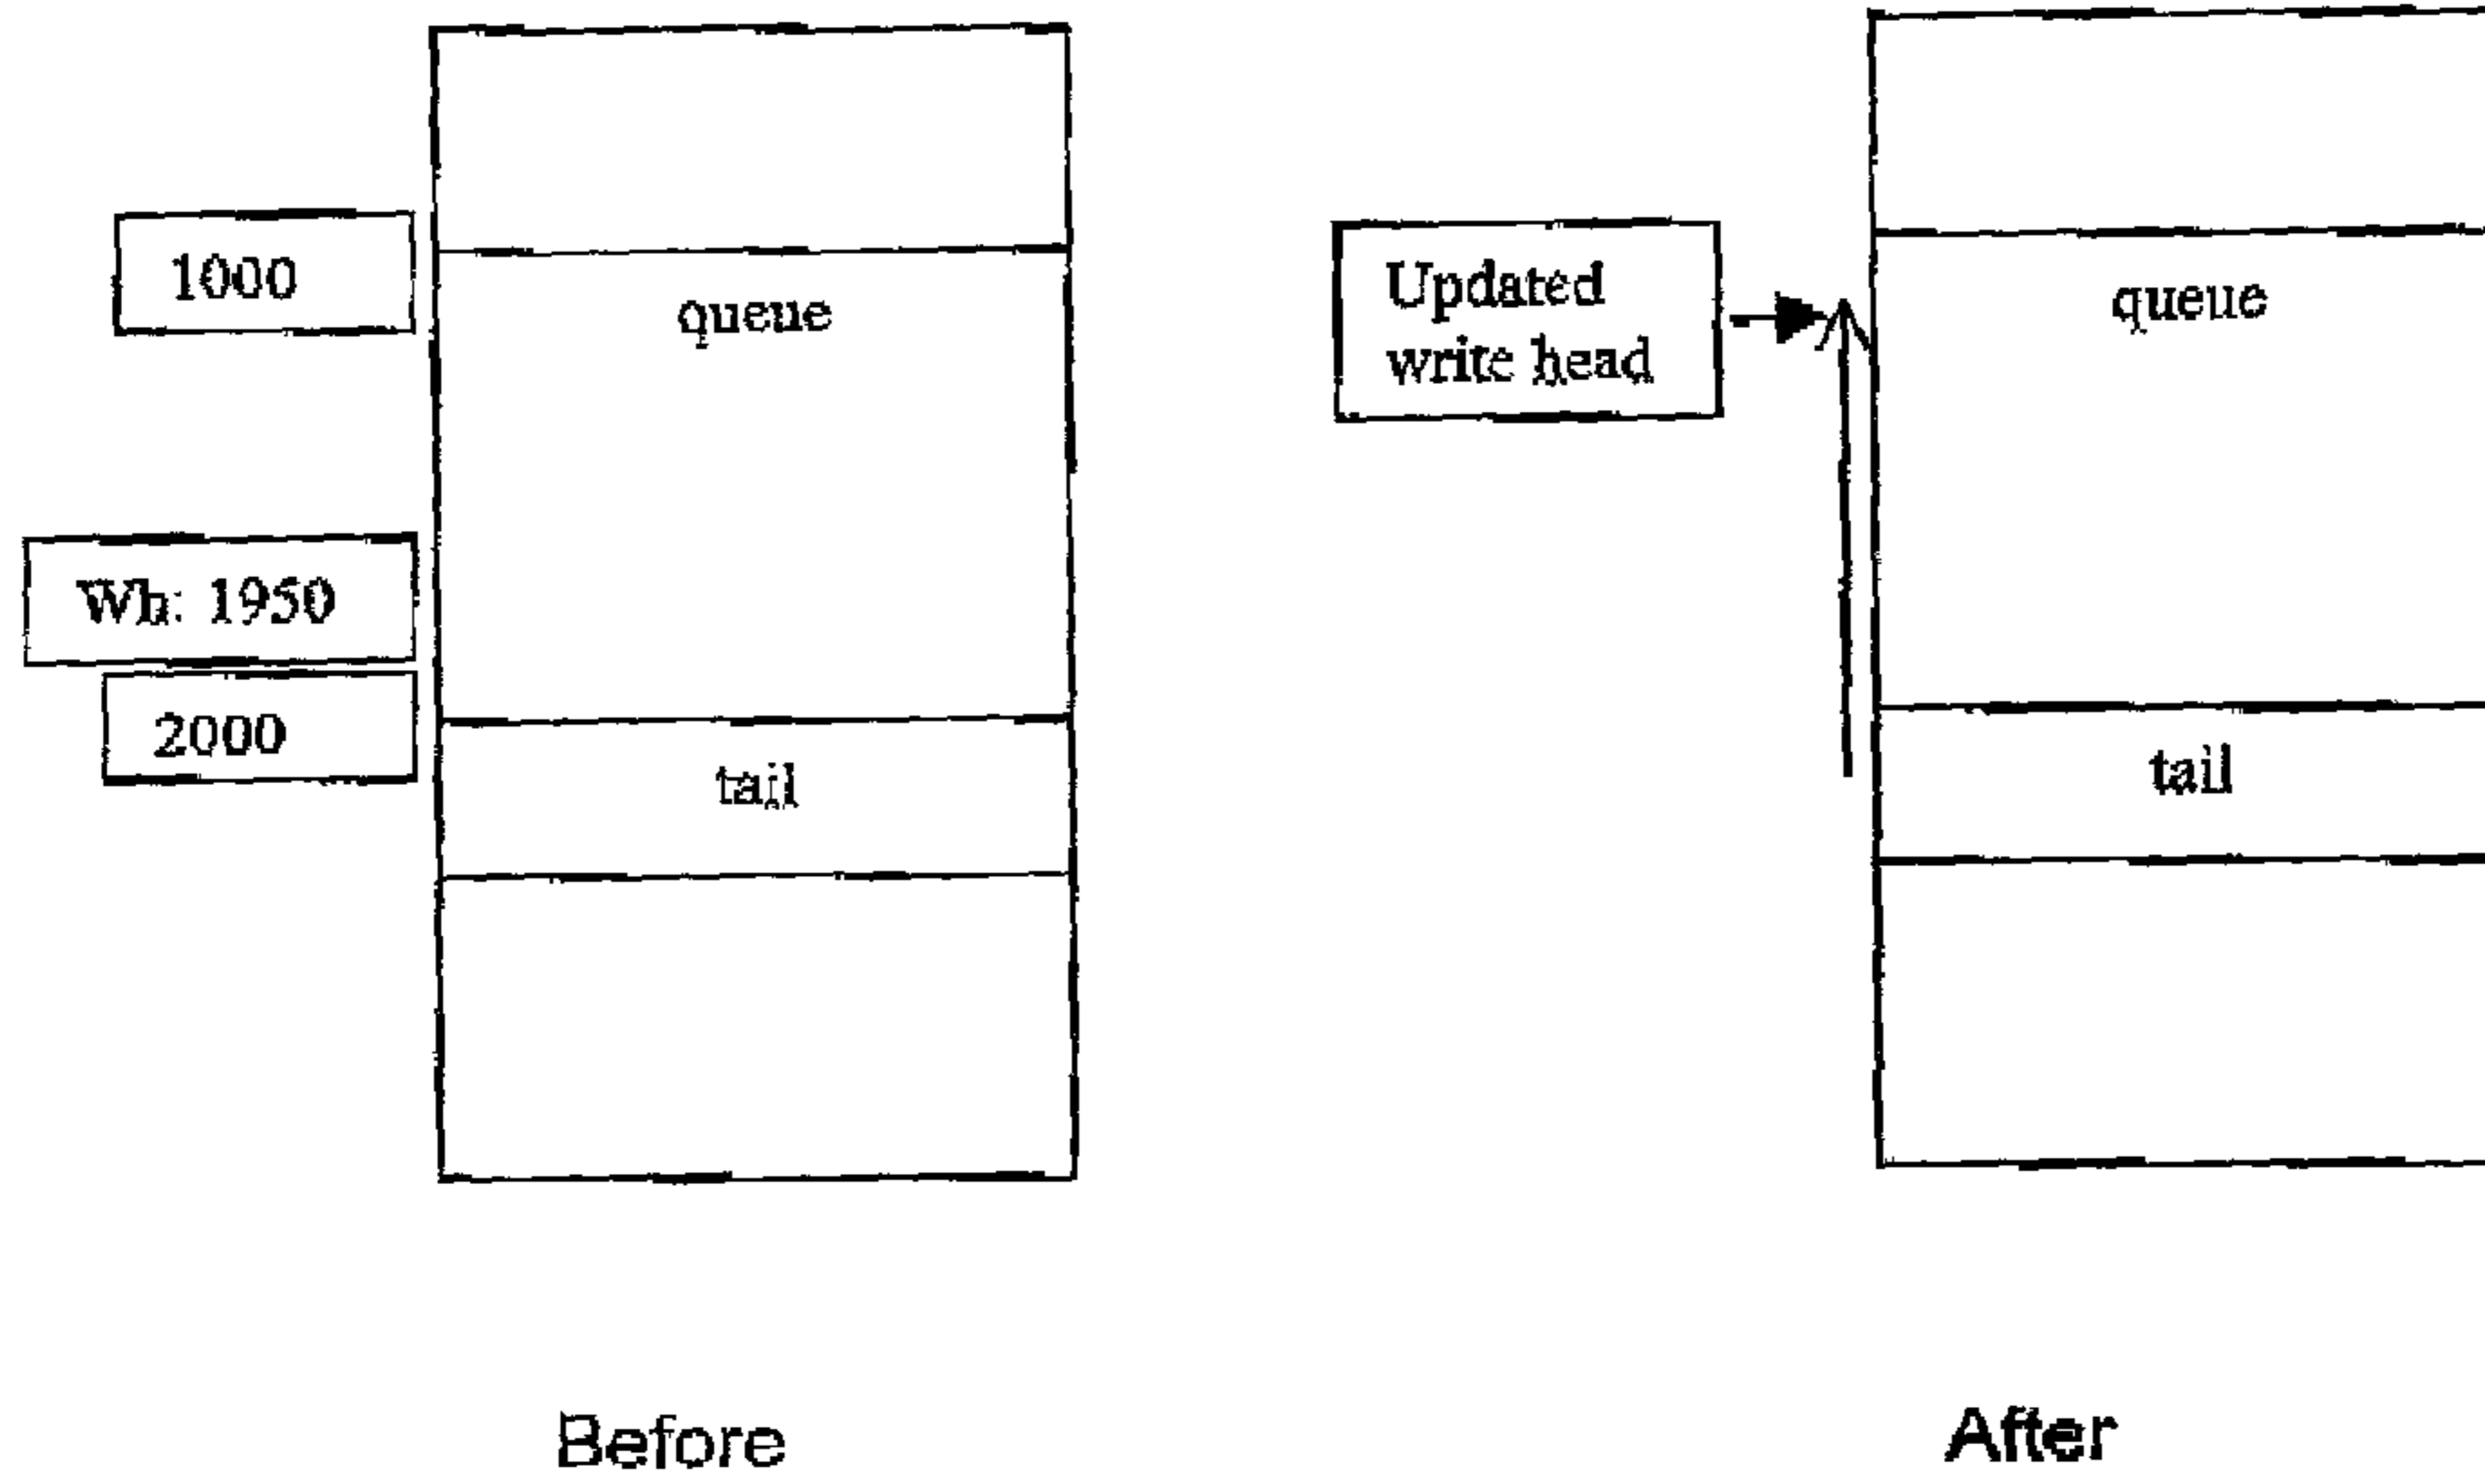 1000
queue
Wh: 1950
2000
tail
Before
Updated
write head
queue
tail
After